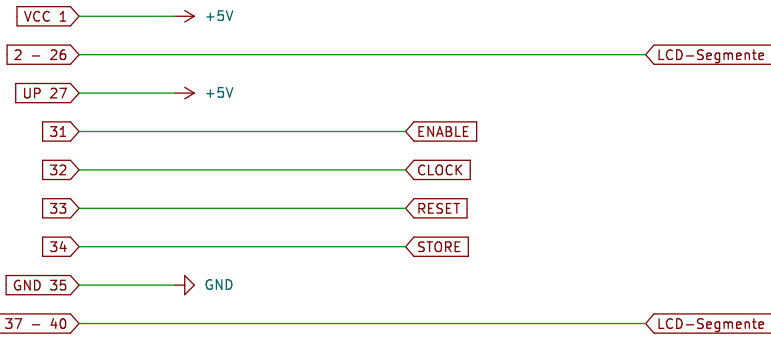 VCC 1 +5V
2 – 26 LCD–Segmente
UP 27 +5V
31 ENABLE
32 CLOCK
33 RESET
34 STORE
GND 35 GND
37 – 40 LCD–Segmente